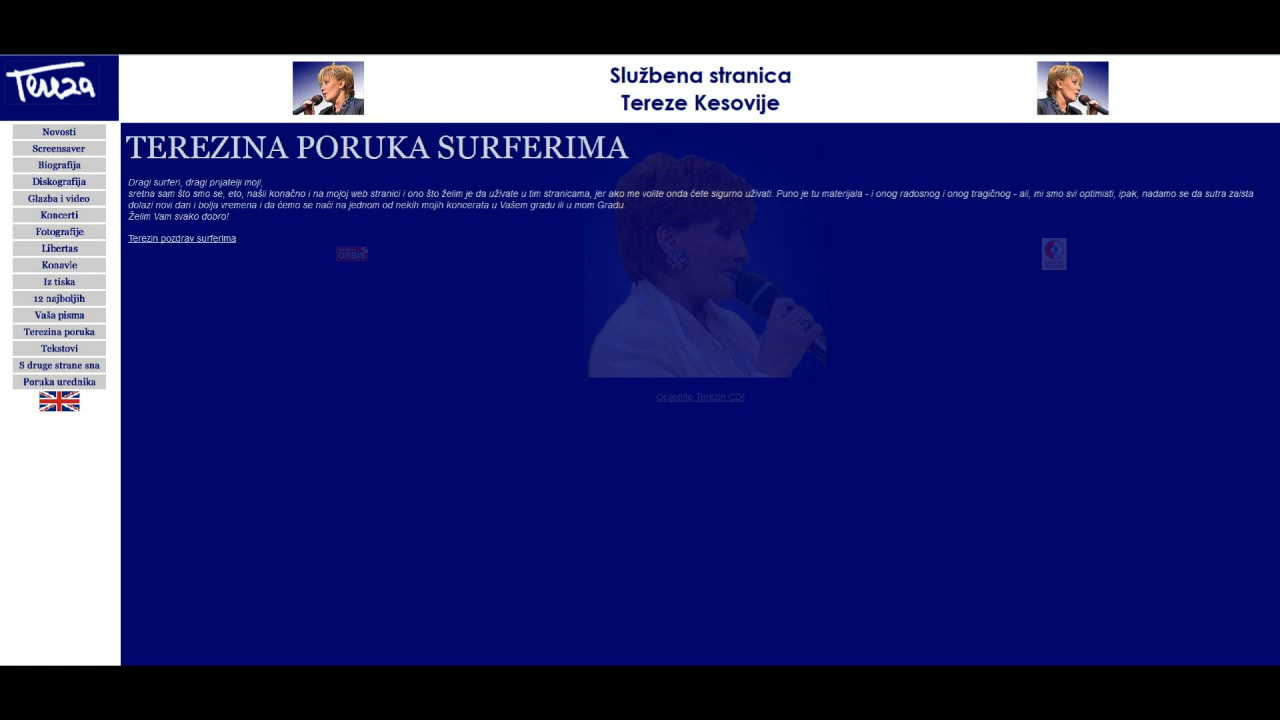 Tereza
Službena stranica
Tereze Kesovije
Novosti
Screensaver
Biografija
Diskografija
Glazba i video
Koncerti
Fotografije
Libertas
Konavle
Iz tiska
12 najboljih
Vaša pisma
Terezina poruka
Tekstovi
S druge strane sna
Poruka urednika
TEREZINA PORUKA SURFERIMA
Dragi surferi, dragi prijatelji moji,
sretna sam što smo se, eto, našli konačno i na mojoj web stranici i ono što želim je da uživate u tim stranicama, jer ako me volite onda ćete sigurno uživati. Puno je tu materijala - i onog radosnog i onog tragičnog - ali, mi smo svi optimisti, ipak, nadamo se da sutra zaista
dolazi novi dan i bolja vremena i da ćemo se naći na jednom od nekih mojih koncerata u Vašem gradu ili u mom Gradu.
Želim Vam svako dobro!
Terezin pozdrav surferima
ORBIS
Ocijenite Terezin CD!